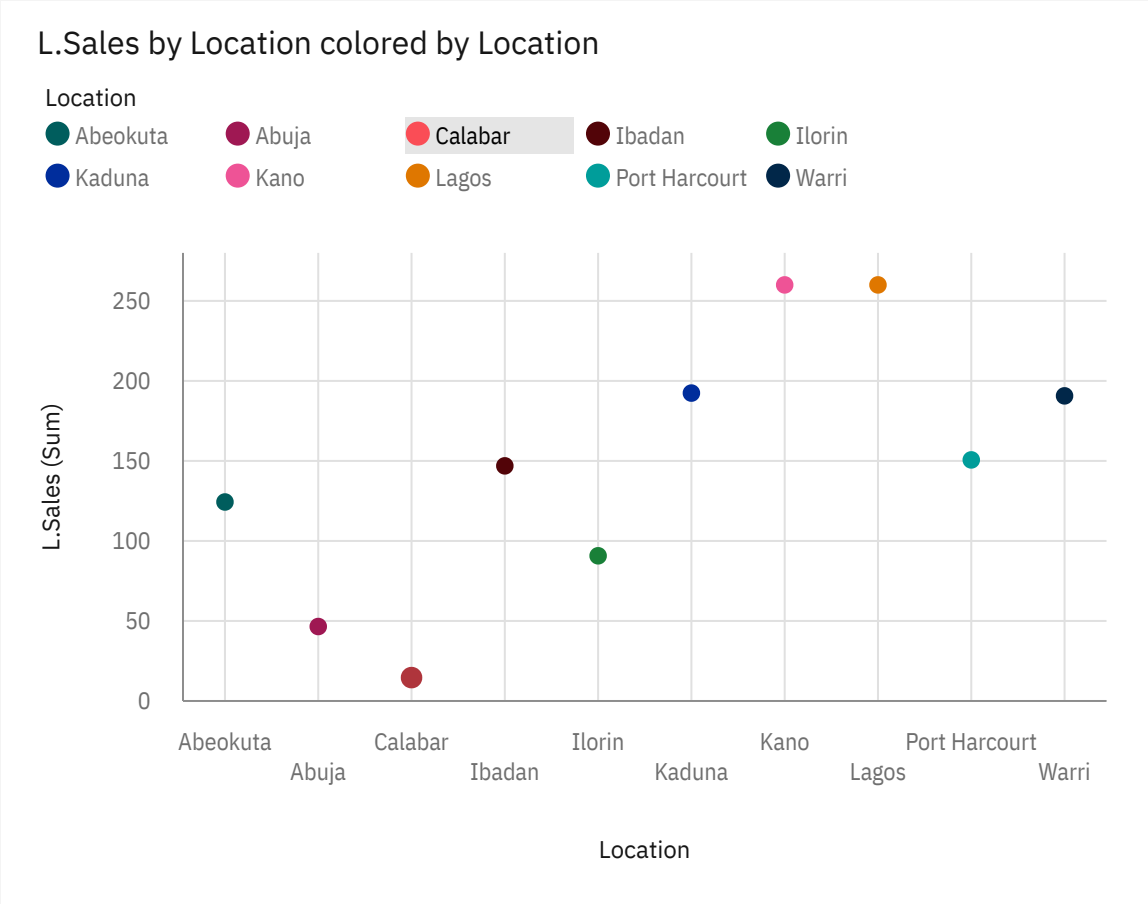 L.Sales by Location colored by Location
Location
Abeokuta Abuja Calabar Ibadan Ilorin
Kaduna Kano Lagos Port Harcourt Warri
250
200
150
100
50
0
L.Sales (Sum)
Abeokuta Calabar Ilorin Kano Port Harcourt
Abuja Ibadan Kaduna Lagos Warri
Location